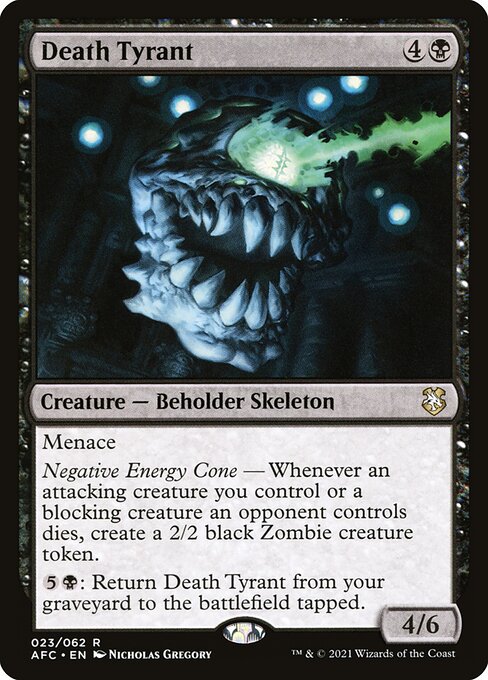 Death Tyrant 4
Creature — Beholder Skeleton
Menace
Negative Energy Cone — Whenever an
attacking creature you control or a
blocking creature an opponent controls
dies, create a 2/2 black Zombie creature
token.
5: Return Death Tyrant from your
graveyard to the battlefield tapped.
4/6
023/062 R
AFC • EN Nicholas Gregory
™ & © 2021 Wizards of the Coast